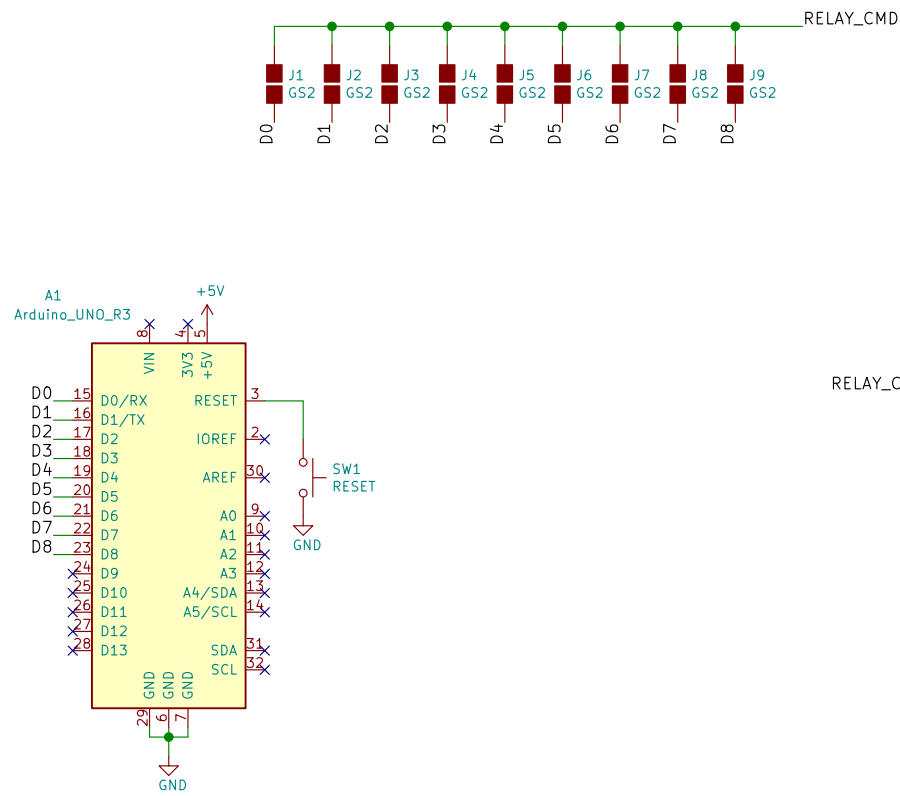 RELAY_CMD
J1 J2 J3 J4 J5 J6 J7 J8 J9
GS2 GS2 GS2 GS2 GS2 GS2 GS2 GS2 GS2
D0 D1 D2 D3 D4 D5 D6 D7 D8
+5V
A1
Arduino_UNO_R3
8 4 5
VIN 3V3 +5V
RELAY_C
D0 15 D0/RX RESET 3
D1 16 D1/TX
D2 17 D2 IOREF 2
D3 18 D3
D4 19 D4 AREF 30 SW1
D5 20 D5 RESET
D6 21 D6 A0 9
D7 22 D7 A1 10
GND
D8 23 D8 A2 11
24 D9 A3 12
25 D10 A4/SDA 13
26 D11 A5/SCL 14
27 D12
28 D13 SDA 31
SCL 32
GND GND GND
29 6 7
GND